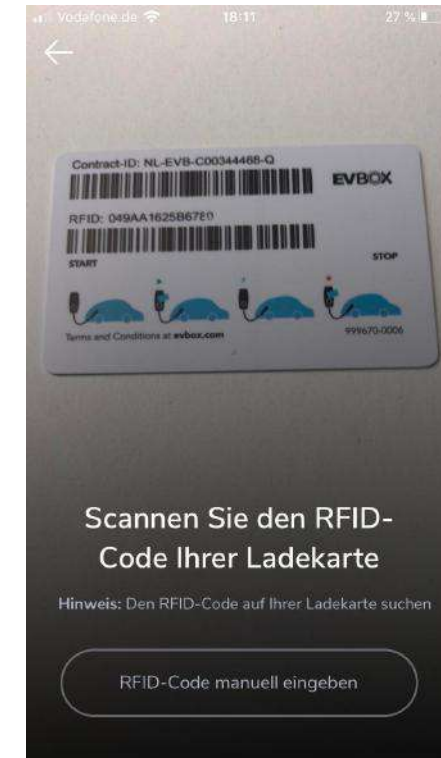 Vodafone.de 18:11 27 %
Contract-ID: NL-EVB-C00344468-Q
EVBOX
RFID: 049AA1625B6780
START STOP
Terms and Conditions at evbox.com 999670-0006
Scannen Sie den RFID-
Code Ihrer Ladekarte
Hinweis: Den RFID-Code auf Ihrer Ladekarte suchen
RFID-Code manuell eingeben